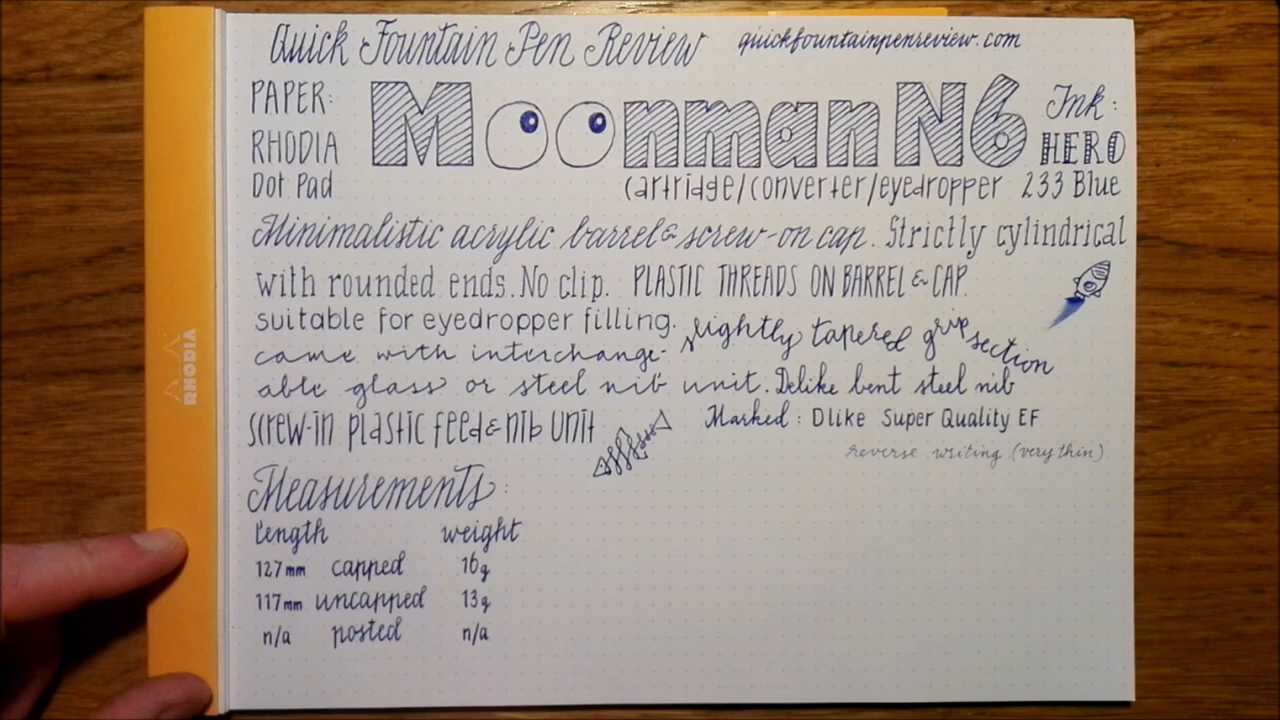 Quick Fountain Pen Review quickfountainpenreview.com
PAPER:
RHODIA
Dot Pad
Moonman N6
Ink:
HERO
233 Blue
cartridge/converter/eyedropper
Minimalistic acrylic barrel & screw-on cap. Strictly cylindrical
with rounded ends. No clip. PLASTIC THREADS ON BARREL & CAP.
suitable for eyedropper filling. slightly tapered grip section
came with interchange-
able glass or steel nib unit. Delike bent steel nib
screw-in plastic feed & nib unit Marked: Dlike Super Quality EF
reverse writing (very thin)
Measurements:
length weight
127mm capped 16g
117mm uncapped 13g
n/a posted n/a
RHODIA